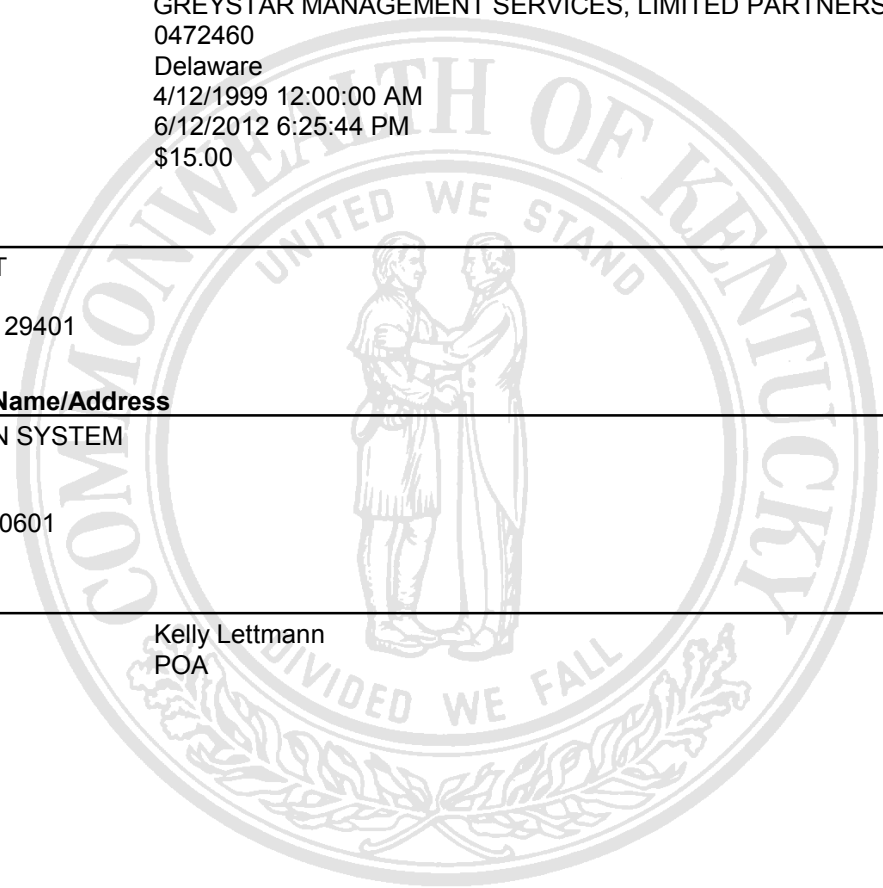 GREYSTAR MANAGEMENT SERVICES, LIMITED PARTNERS
0472460
Delaware
4/12/1999 12:00:00 AM
6/12/2012 6:25:44 PM
$15.00
COMMONWEALTH OF KENTUCKY
UNITED WE STAND
T
29401
Name/Address
N SYSTEM
0601
Kelly Lettmann
POA
DIVIDED WE FALL